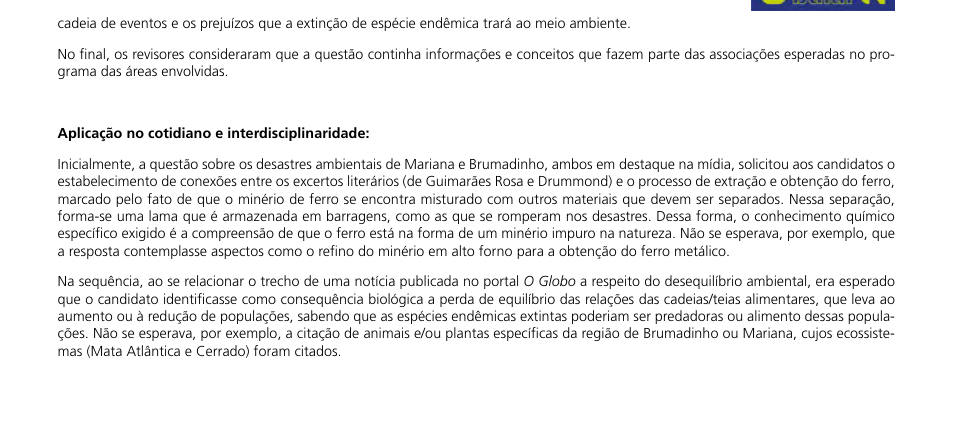 cadeia de eventos e os prejuízos que a extinção de espécie endêmica trará ao meio ambiente.
No final, os revisores consideraram que a questão continha informações e conceitos que fazem parte das associações esperadas no pro-
grama das áreas envolvidas.
Aplicação no cotidiano e interdisciplinaridade:
Inicialmente, a questão sobre os desastres ambientais de Mariana e Brumadinho, ambos em destaque na mídia, solicitou aos candidatos o
estabelecimento de conexões entre os excertos literários (de Guimarães Rosa e Drummond) e o processo de extração e obtenção do ferro,
marcado pelo fato de que o minério de ferro se encontra misturado com outros materiais que devem ser separados. Nessa separação,
forma-se uma lama que é armazenada em barragens, como as que se romperam nos desastres. Dessa forma, o conhecimento químico
específico exigido é a compreensão de que o ferro está na forma de um minério impuro na natureza. Não se esperava, por exemplo, que
a resposta contemplasse aspectos como o refino do minério em alto forno para a obtenção do ferro metálico.
Na sequência, ao se relacionar o trecho de uma notícia publicada no portal O Globo a respeito do desequilíbrio ambiental, era esperado
que o candidato identificasse como consequência biológica a perda de equilíbrio das relações das cadeias/teias alimentares, que leva ao
aumento ou à redução de populações, sabendo que as espécies endêmicas extintas poderiam ser predadoras ou alimento dessas popula-
ções. Não se esperava, por exemplo, a citação de animais e/ou plantas específicas da região de Brumadinho ou Mariana, cujos ecossiste-
mas (Mata Atlântica e Cerrado) foram citados.